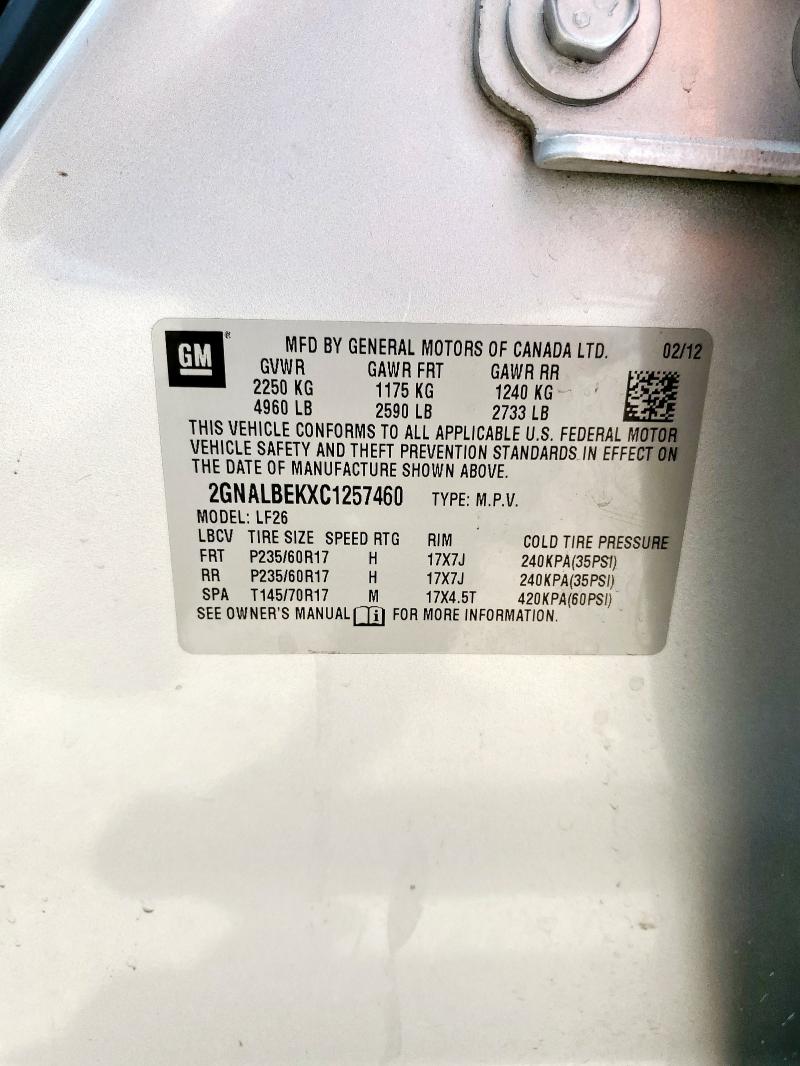 GM®
MFD BY GENERAL MOTORS OF CANADA LTD. 02/12
GVWR GAWR FRT GAWR RR
2250 KG 1175 KG 1240 KG
4960 LB 2590 LB 2733 LB
THIS VEHICLE CONFORMS TO ALL APPLICABLE U.S. FEDERAL MOTOR
VEHICLE SAFETY AND THEFT PREVENTION STANDARDS IN EFFECT ON
THE DATE OF MANUFACTURE SHOWN ABOVE.
2GNALBEKXC1257460 TYPE: M.P.V.
MODEL: LF26
LBCV TIRE SIZE SPEED RTG RIM COLD TIRE PRESSURE
FRT P235/60R17 H 17X7J 240KPA(35PSI)
RR P235/60R17 H 17X7J 240KPA(35PSI)
SPA T145/70R17 M 17X4.5T 420KPA(60PSI)
SEE OWNER'S MANUAL FOR MORE INFORMATION.